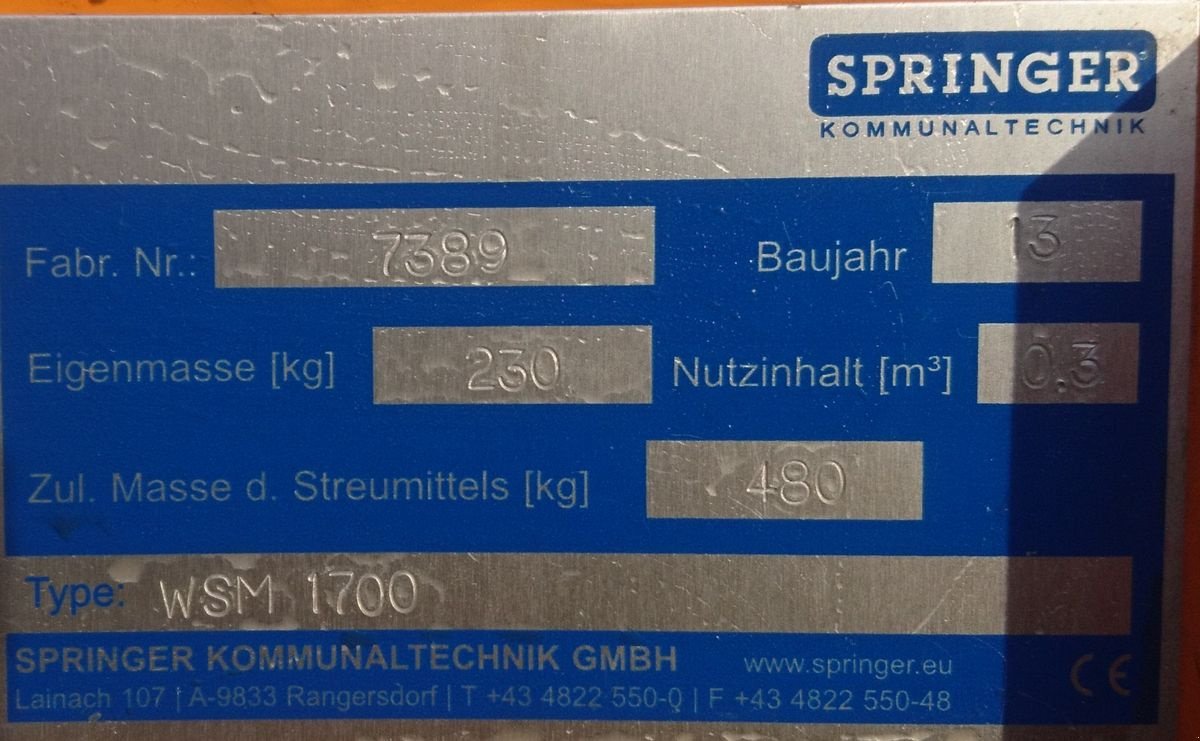 SPRINGER
KOMMUNALTECHNIK
Fabr. Nr.: 7389 Baujahr 13
Eigenmasse [kg] 230 Nutzinhalt [m³] 0.3
Zul. Masse d. Streumittels [kg] 480
Type: WSM 1700
SPRINGER KOMMUNALTECHNIK GMBH www.springer.eu
Lainach 107 | A-9833 Rangersdorf | T +43 4822 550-0 | F +43 4822 550-48
CE